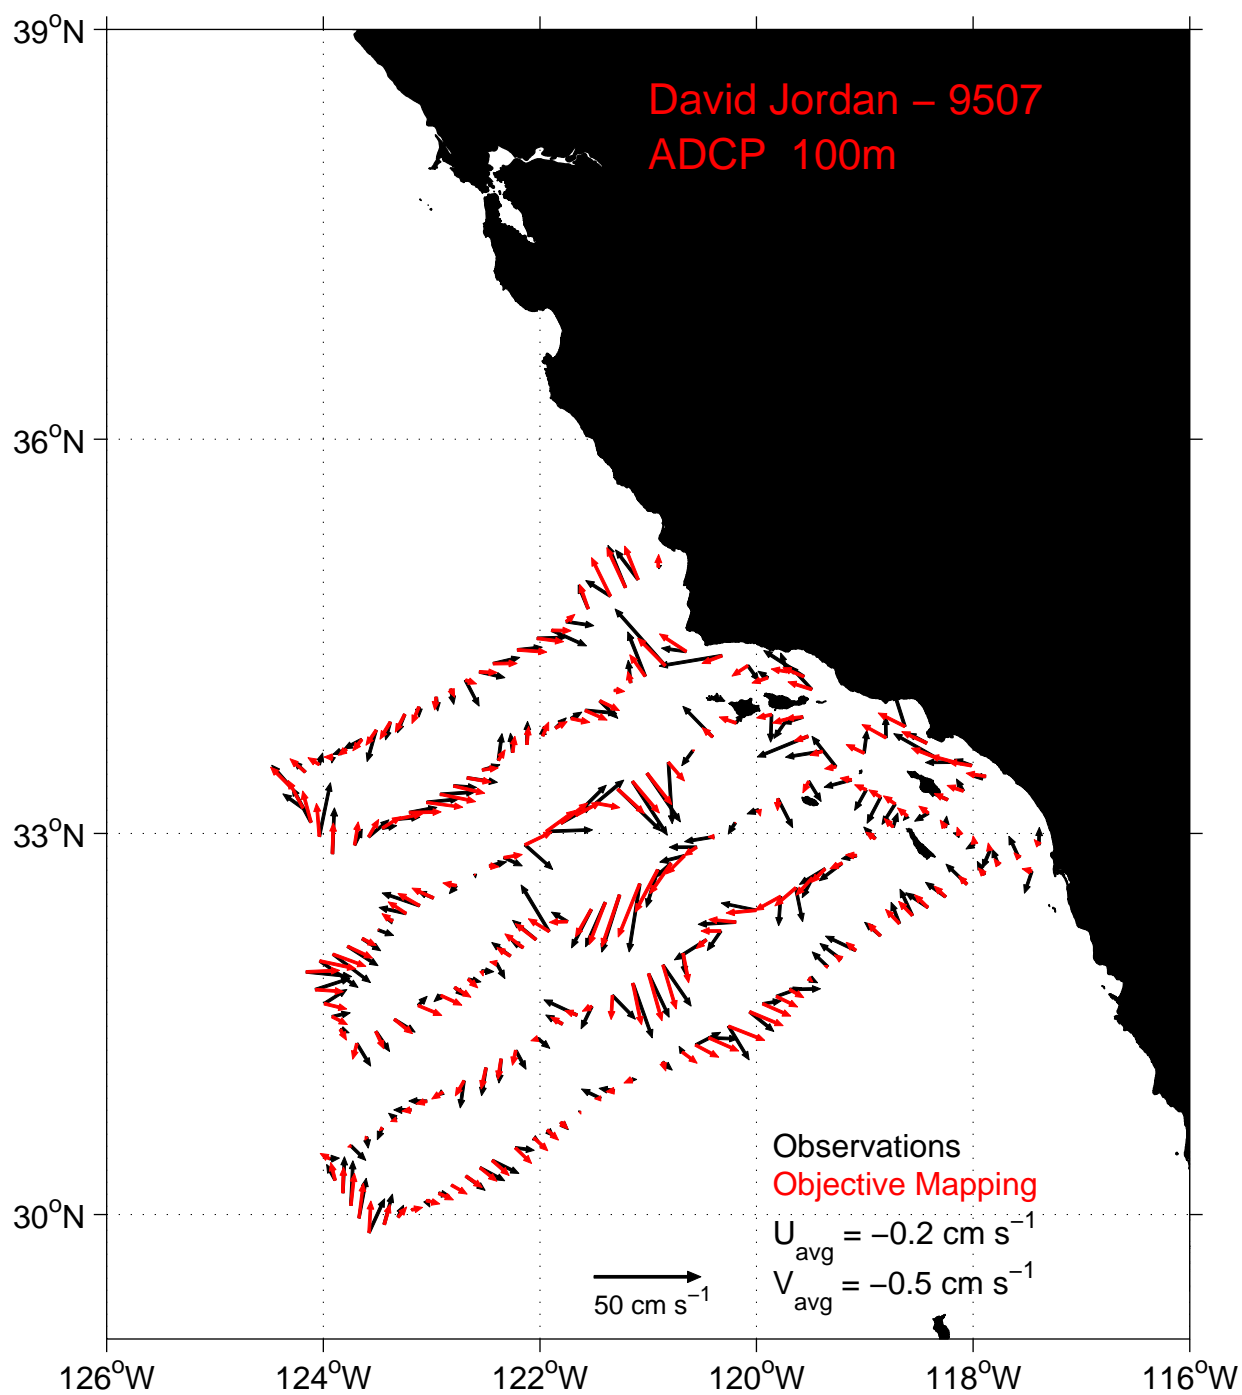 39°N
David Jordan – 9507
ADCP 100m
36°N
33°N
Observations
Objective Mapping
30°N
U_avg = −0.2 cm s⁻¹
V_avg = −0.5 cm s⁻¹
50 cm s⁻¹
126°W 124°W 122°W 120°W 118°W 116°W